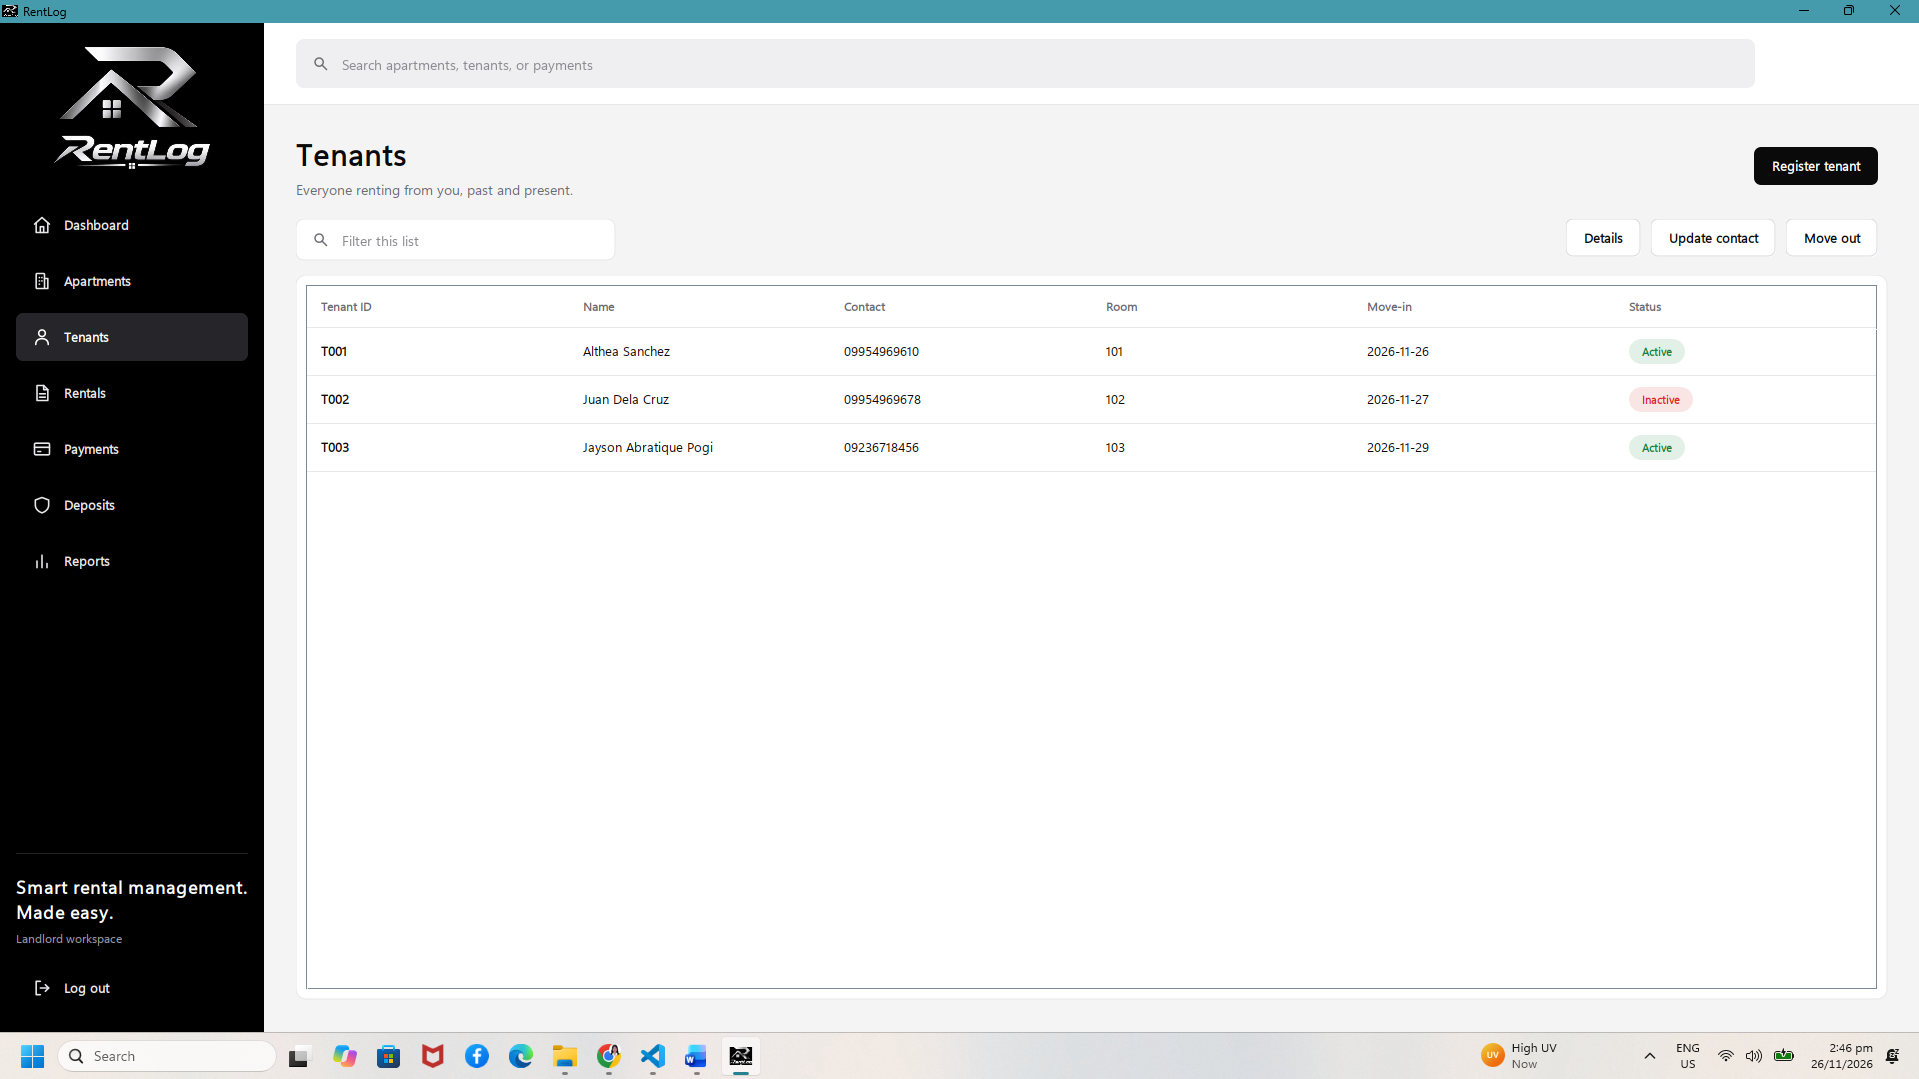 RentLog
RentLog
Search apartments, tenants, or payments
Tenants
Everyone renting from you, past and present.
Register tenant
Filter this list
Details
Update contact
Move out
Dashboard
Apartments
Tenants
Rentals
Payments
Deposits
Reports
Tenant ID Name Contact Room Move-in Status
T001 Althea Sanchez 09954969610 101 2026-11-26 Active
T002 Juan Dela Cruz 09954969678 102 2026-11-27 Inactive
T003 Jayson Abratique Pogi 09236718456 103 2026-11-29 Active
Smart rental management.
Made easy.
Landlord workspace
Log out
Search
UV
High UV
Now
ENG
US
2:46 pm
26/11/2026